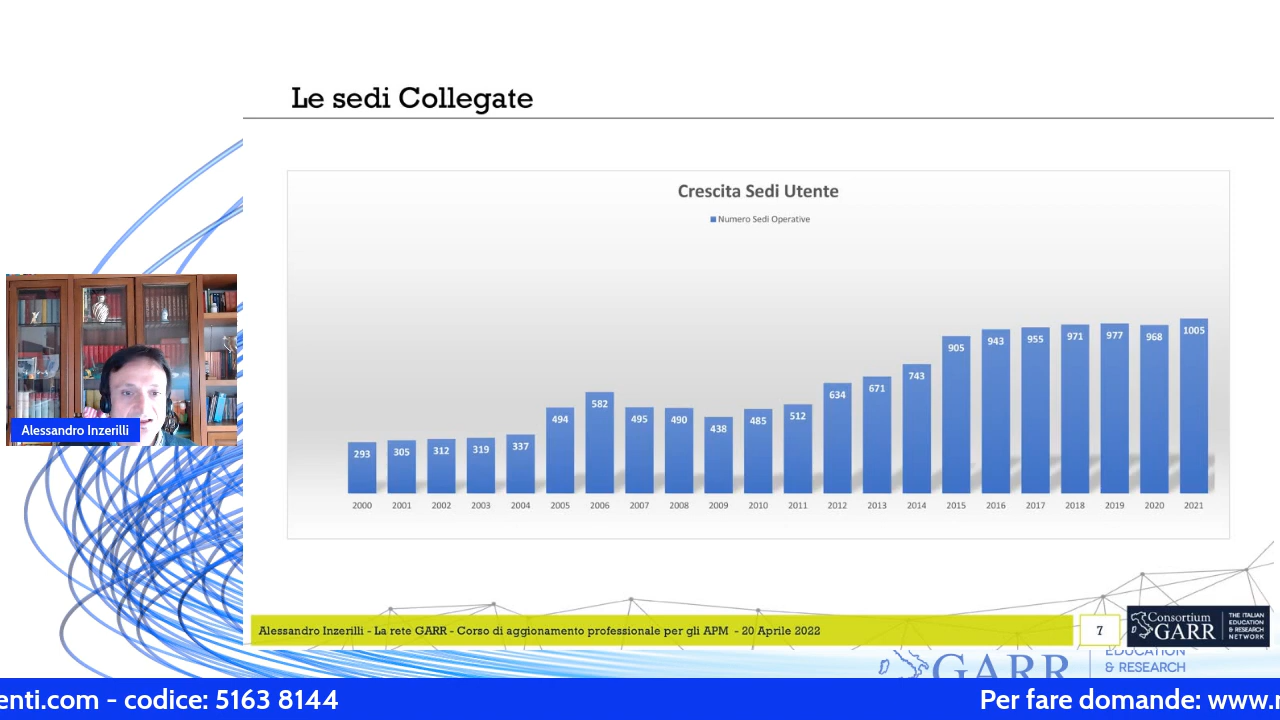 Le sedi Collegate
Crescita Sedi Utente
Numero Sedi Operative
293 305 312 319 337 494 582 495 490 438 485 512 634 671 743 905 943 955 971 977 968 1005
2000 2001 2002 2003 2004 2005 2006 2007 2008 2009 2010 2011 2012 2013 2014 2015 2016 2017 2018 2019 2020 2021
Alessandro Inzerilli
Alessandro Inzerilli - La rete GARR - Corso di aggionamento professionale per gli APM - 20 Aprile 2022
7
Consortium
GARR
THE ITALIAN
EDUCATION
& RESEARCH
NETWORK
GARR
EDUCATION
& RESEARCH
enti.com - codice: 5163 8144
Per fare domande: www.